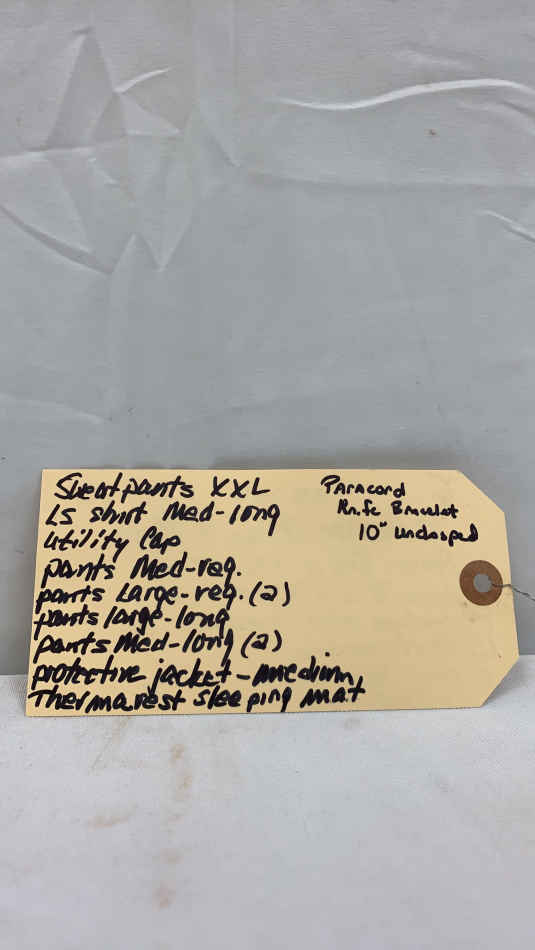 Sweatpants XXL
LS shirt Med-long
utility Cap
pants Med-reg.
pants Large-reg. (2)
pants large-long
pants Med-long (2)
protective jacket-medium
Thermarest sleeping mat
Paracord
Knife Bracelet
10" unclasped